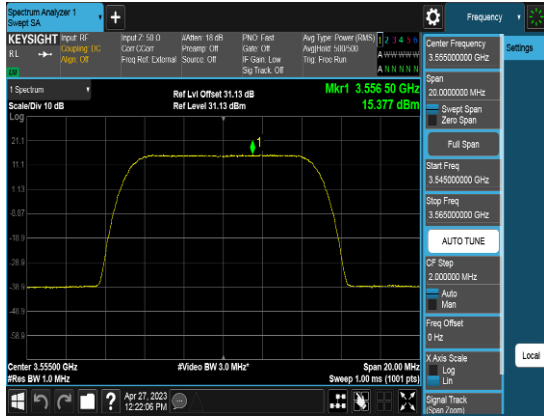 Spectrum Analyzer 1
Swept SA
Frequency
KEYSIGHT
RL
Input: RF
Coupling: DC
Align: Off
Input Z: 50 Ω
Corr CCorr
Freq Ref: External
#Atten: 18 dB
Preamp: Off
Source: Off
PNO: Fast
Gate: Off
IF Gain: Low
Sig Track: Off
Avg Type: Power (RMS)
Avg|Hold: 500/500
Trig: Free Run
1 2 3 4 5 6
A W W W W W
A N N N N N
1 Spectrum
Scale/Div 10 dB
Log
Ref Lvl Offset 31.13 dB
Ref Level 31.13 dBm
Mkr1 3.556 50 GHz
15.377 dBm
1
21.1
11.1
1.13
-8.87
-18.9
-28.9
-38.9
-48.9
-58.9
Center 3.55500 GHz
#Res BW 1.0 MHz
#Video BW 3.0 MHz*
Span 20.00 MHz
Sweep 1.00 ms (1001 pts)
Apr 27, 2023
12:22:06 PM
Center Frequency
3.555000000 GHz
Settings
Span
20.0000000 MHz
Swept Span
Zero Span
Full Span
Start Freq
3.545000000 GHz
Stop Freq
3.565000000 GHz
AUTO TUNE
CF Step
2.000000 MHz
Auto
Man
Freq Offset
0 Hz
X Axis Scale
Log
Lin
Local
Signal Track
(Span Zoom)